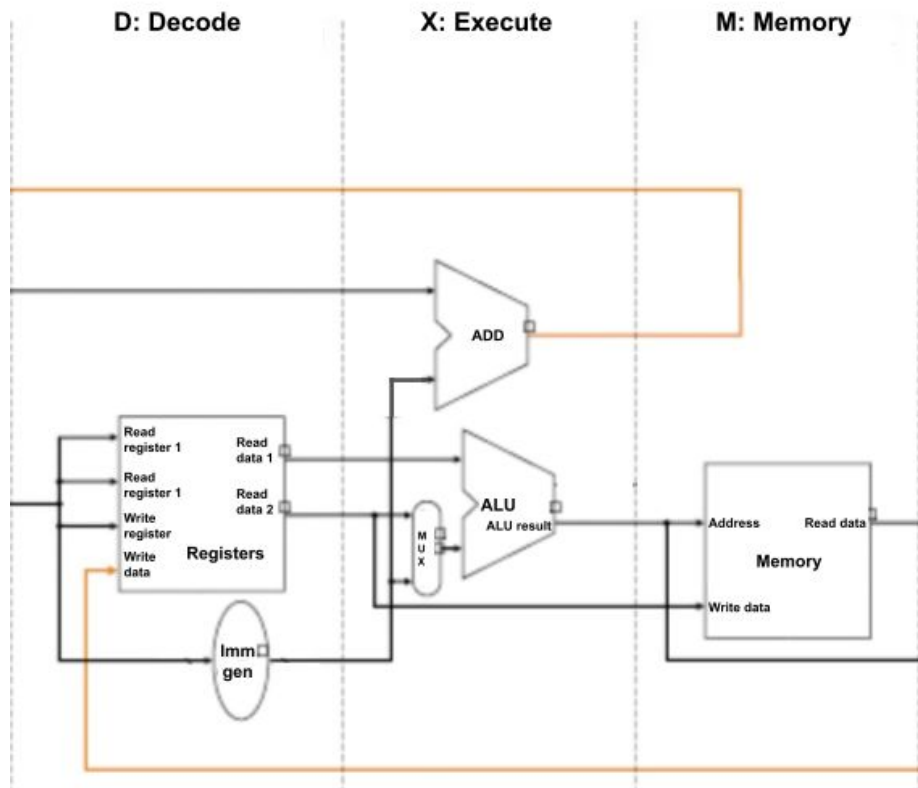 D: Decode
X: Execute
M: Memory
ADD
Read
register 1
Read
register 1
Write
register
Write
data
Read
data 1
Read
data 2
Registers
Imm
gen
M
U
X
ALU
ALU result
Address
Read data
Memory
Write data